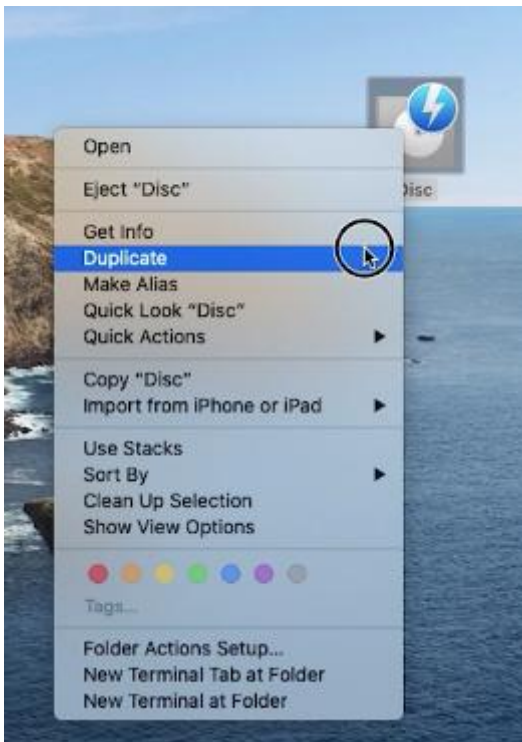 Disc
Open
Eject “Disc”
Get Info
Duplicate
Make Alias
Quick Look “Disc”
Quick Actions
Copy “Disc”
Import from iPhone or iPad
Use Stacks
Sort By
Clean Up Selection
Show View Options
Tags...
Folder Actions Setup...
New Terminal Tab at Folder
New Terminal at Folder